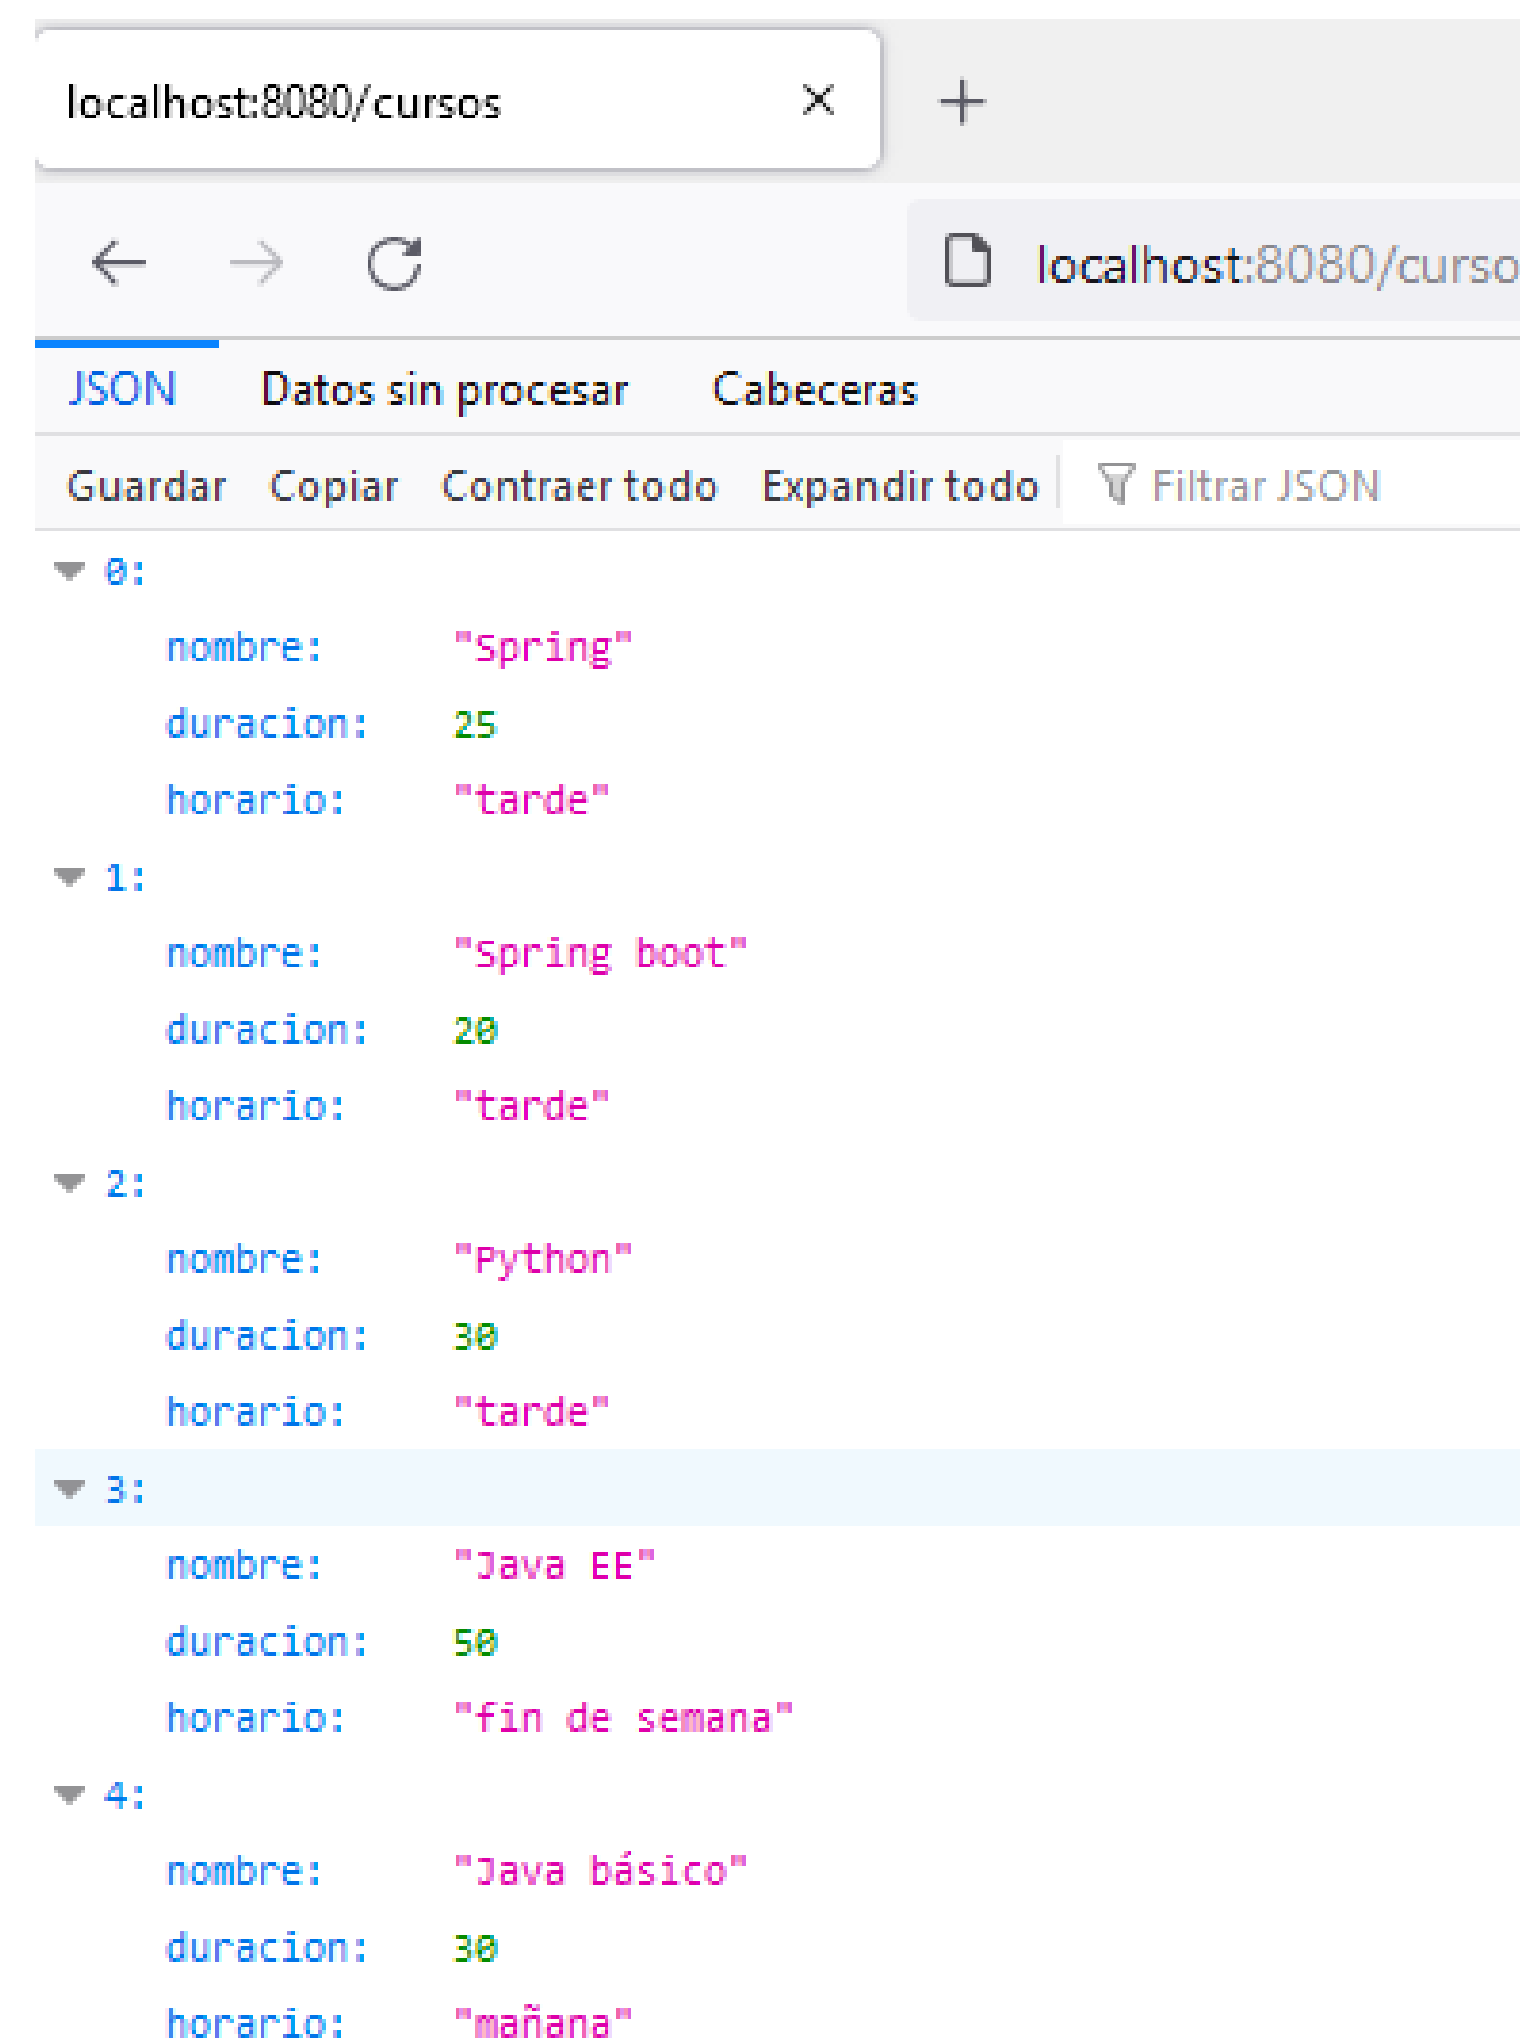 localhost:8080/cursos
localhost:8080/curso
JSON Datos sin procesar Cabeceras
Guardar Copiar Contraer todo Expandir todo Filtrar JSON
0:
nombre: "Spring"
duracion: 25
horario: "tarde"
1:
nombre: "Spring boot"
duracion: 20
horario: "tarde"
2:
nombre: "Python"
duracion: 30
horario: "tarde"
3:
nombre: "Java EE"
duracion: 50
horario: "fin de semana"
4:
nombre: "Java básico"
duracion: 30
horario: "mañana"